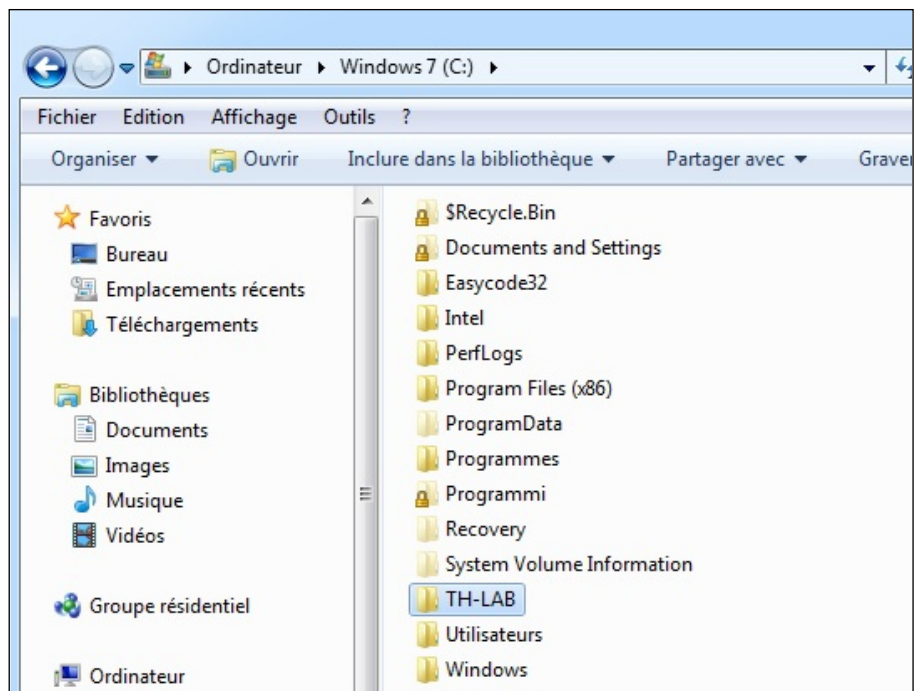 Ordinateur Windows 7 (C:)
Fichier Edition Affichage Outils ?
Organiser Ouvrir Inclure dans la bibliothèque Partager avec Graver
Favoris
Bureau
Emplacements récents
Téléchargements
Bibliothèques
Documents
Images
Musique
Vidéos
Groupe résidentiel
Ordinateur
$Recycle.Bin
Documents and Settings
Easycode32
Intel
PerfLogs
Program Files (x86)
ProgramData
Programmes
Programmi
Recovery
System Volume Information
TH-LAB
Utilisateurs
Windows